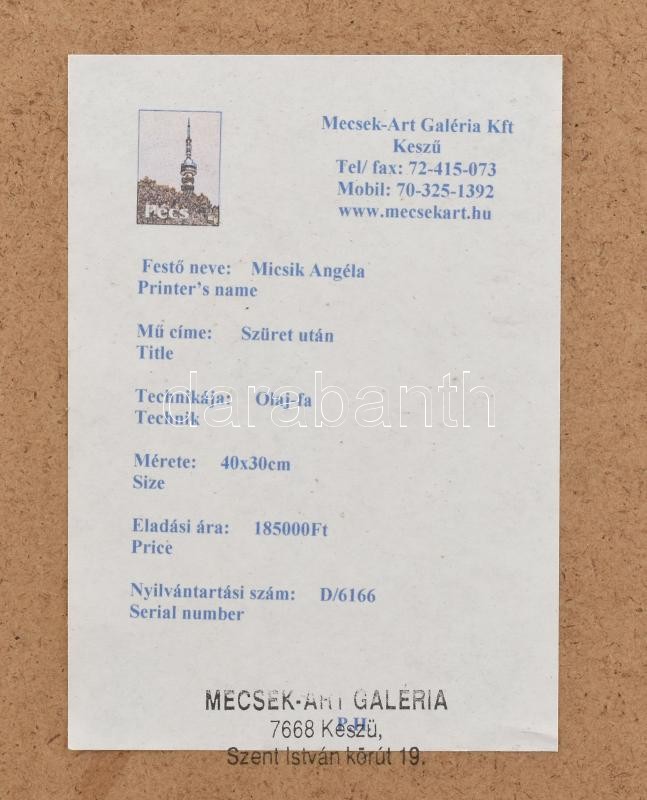 Pécs
Mecsek-Art Galéria Kft
Keszű
Tel/ fax: 72-415-073
Mobil: 70-325-1392
www.mecsekart.hu
Festő neve: Micsik Angéla
Printer's name
Mű címe: Szüret után
Title
Technikája: Olaj-fa
Technik
darabanth
Mérete: 40x30cm
Size
Eladási ára: 185000Ft
Price
Nyilvántartási szám: D/6166
Serial number
MECSEK-ART GALÉRIA
P.H.
7668 Keszü,
Szent István körút 19.